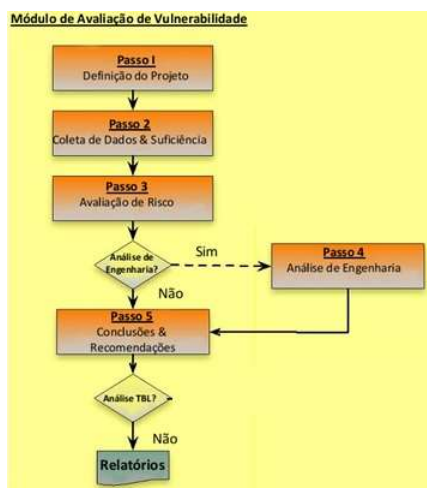 Módulo de Avaliação de Vulnerabilidade
Passo I
Definição do Projeto
Passo 2
Coleta de Dados & Suficiência
Passo 3
Avaliação de Risco
Análise de
Engenharia?
Sim
Passo 4
Análise de Engenharia
Não
Passo 5
Conclusões &
Recomendações
Análise TBL?
Não
Relatórios